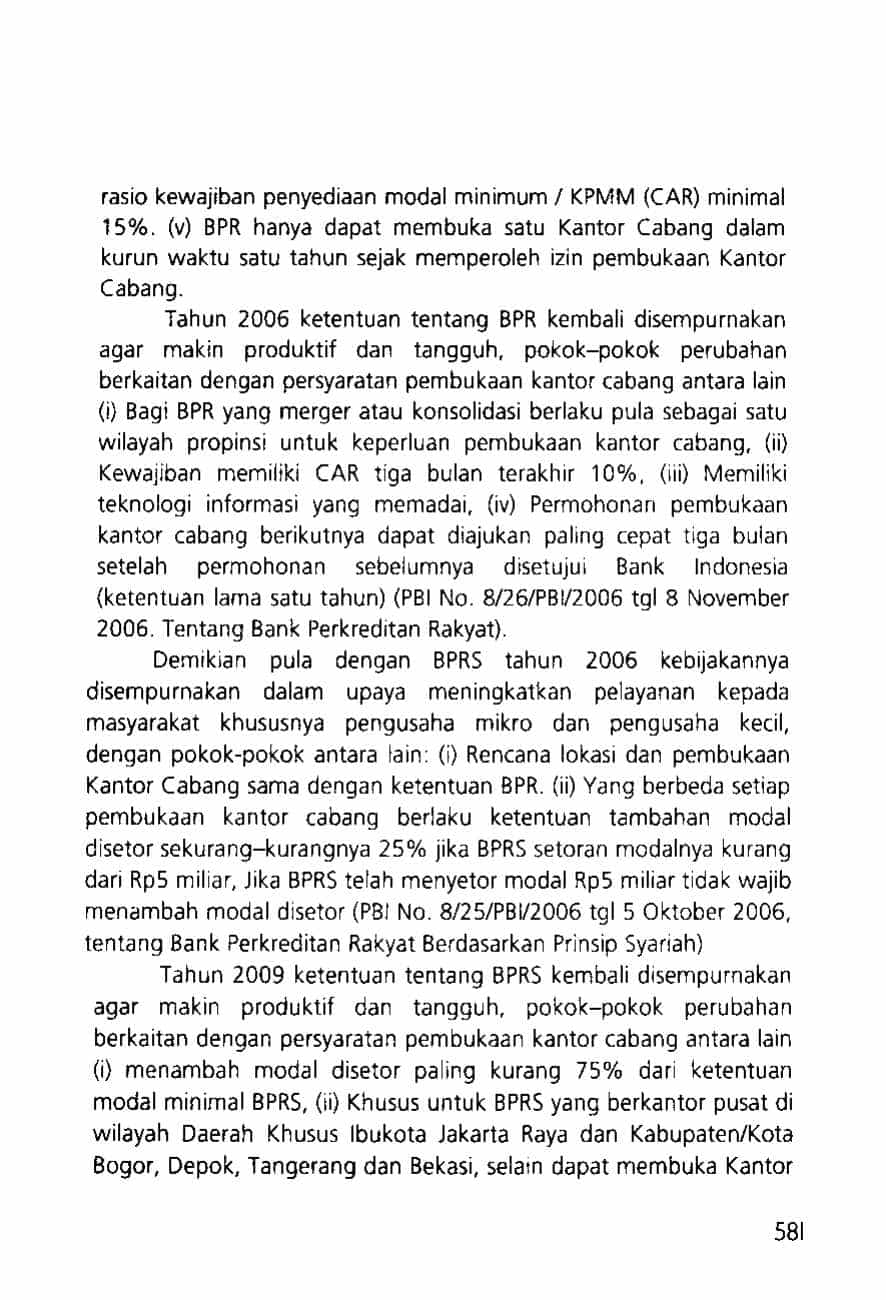 rasio kewajiban penyediaan modal minimum / KPMM (CAR) minimal
15%. (v) BPR hanya dapat membuka satu Kantor Cabang dalam
kurun waktu satu tahun sejak memperoleh izin pembukaan Kantor
Cabang.
Tahun 2006 ketentuan tentang BPR kembali disempurnakan
agar makin produktif dan tangguh, pokok–pokok perubahan
berkaitan dengan persyaratan pembukaan kantor cabang antara lain
(i) Bagi BPR yang merger atau konsolidasi berlaku pula sebagai satu
wilayah propinsi untuk keperluan pembukaan kantor cabang, (ii)
Kewajiban memiliki CAR tiga bulan terakhir 10%, (iii) Memiliki
teknologi informasi yang memadai, (iv) Permohonan pembukaan
kantor cabang berikutnya dapat diajukan paling cepat tiga bulan
setelah permohonan sebelumnya disetujui Bank Indonesia
(ketentuan lama satu tahun) (PBI No. 8/26/PBI/2006 tgl 8 November
2006. Tentang Bank Perkreditan Rakyat).
Demikian pula dengan BPRS tahun 2006 kebijakannya
disempurnakan dalam upaya meningkatkan pelayanan kepada
masyarakat khususnya pengusaha mikro dan pengusaha kecil,
dengan pokok-pokok antara lain: (i) Rencana lokasi dan pembukaan
Kantor Cabang sama dengan ketentuan BPR. (ii) Yang berbeda setiap
pembukaan kantor cabang berlaku ketentuan tambahan modal
disetor sekurang–kurangnya 25% jika BPRS setoran modalnya kurang
dari Rp5 miliar, Jika BPRS telah menyetor modal Rp5 miliar tidak wajib
menambah modal disetor (PBI No. 8/25/PBI/2006 tgl 5 Oktober 2006,
tentang Bank Perkreditan Rakyat Berdasarkan Prinsip Syariah)
Tahun 2009 ketentuan tentang BPRS kembali disempurnakan
agar makin produktif dan tangguh, pokok–pokok perubahan
berkaitan dengan persyaratan pembukaan kantor cabang antara lain
(i) menambah modal disetor paling kurang 75% dari ketentuan
modal minimal BPRS, (ii) Khusus untuk BPRS yang berkantor pusat di
wilayah Daerah Khusus Ibukota Jakarta Raya dan Kabupaten/Kota
Bogor, Depok, Tangerang dan Bekasi, selain dapat membuka Kantor
58I